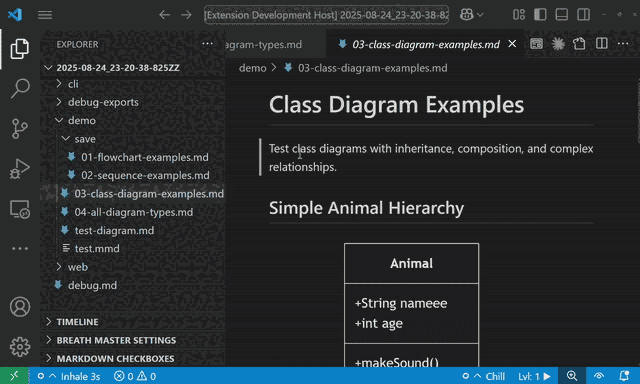 [Extension Development Host] 2025-08-24_23-20-38-82
EXPLORER
agram-types.md
03-class-diagram-examples.md
2025-08-24_23-20-38-825ZZ
demo > 03-class-diagram-examples.md
cli
debug-exports
demo
save
01-flowchart-examples.md
02-sequence-examples.md
03-class-diagram-examples.md
04-all-diagram-types.md
test-diagram.md
test.mmd
web
debug.md
TIMELINE
BREATH MASTER SETTINGS
MARKDOWN CHECKBOXES
Class Diagram Examples
Test class diagrams with inheritance, composition, and complex
relationships.
Simple Animal Hierarchy
Animal
+String nameee
+int age
+makeSound()
Inhale 3s
0
0
Chill
Lvl: 1